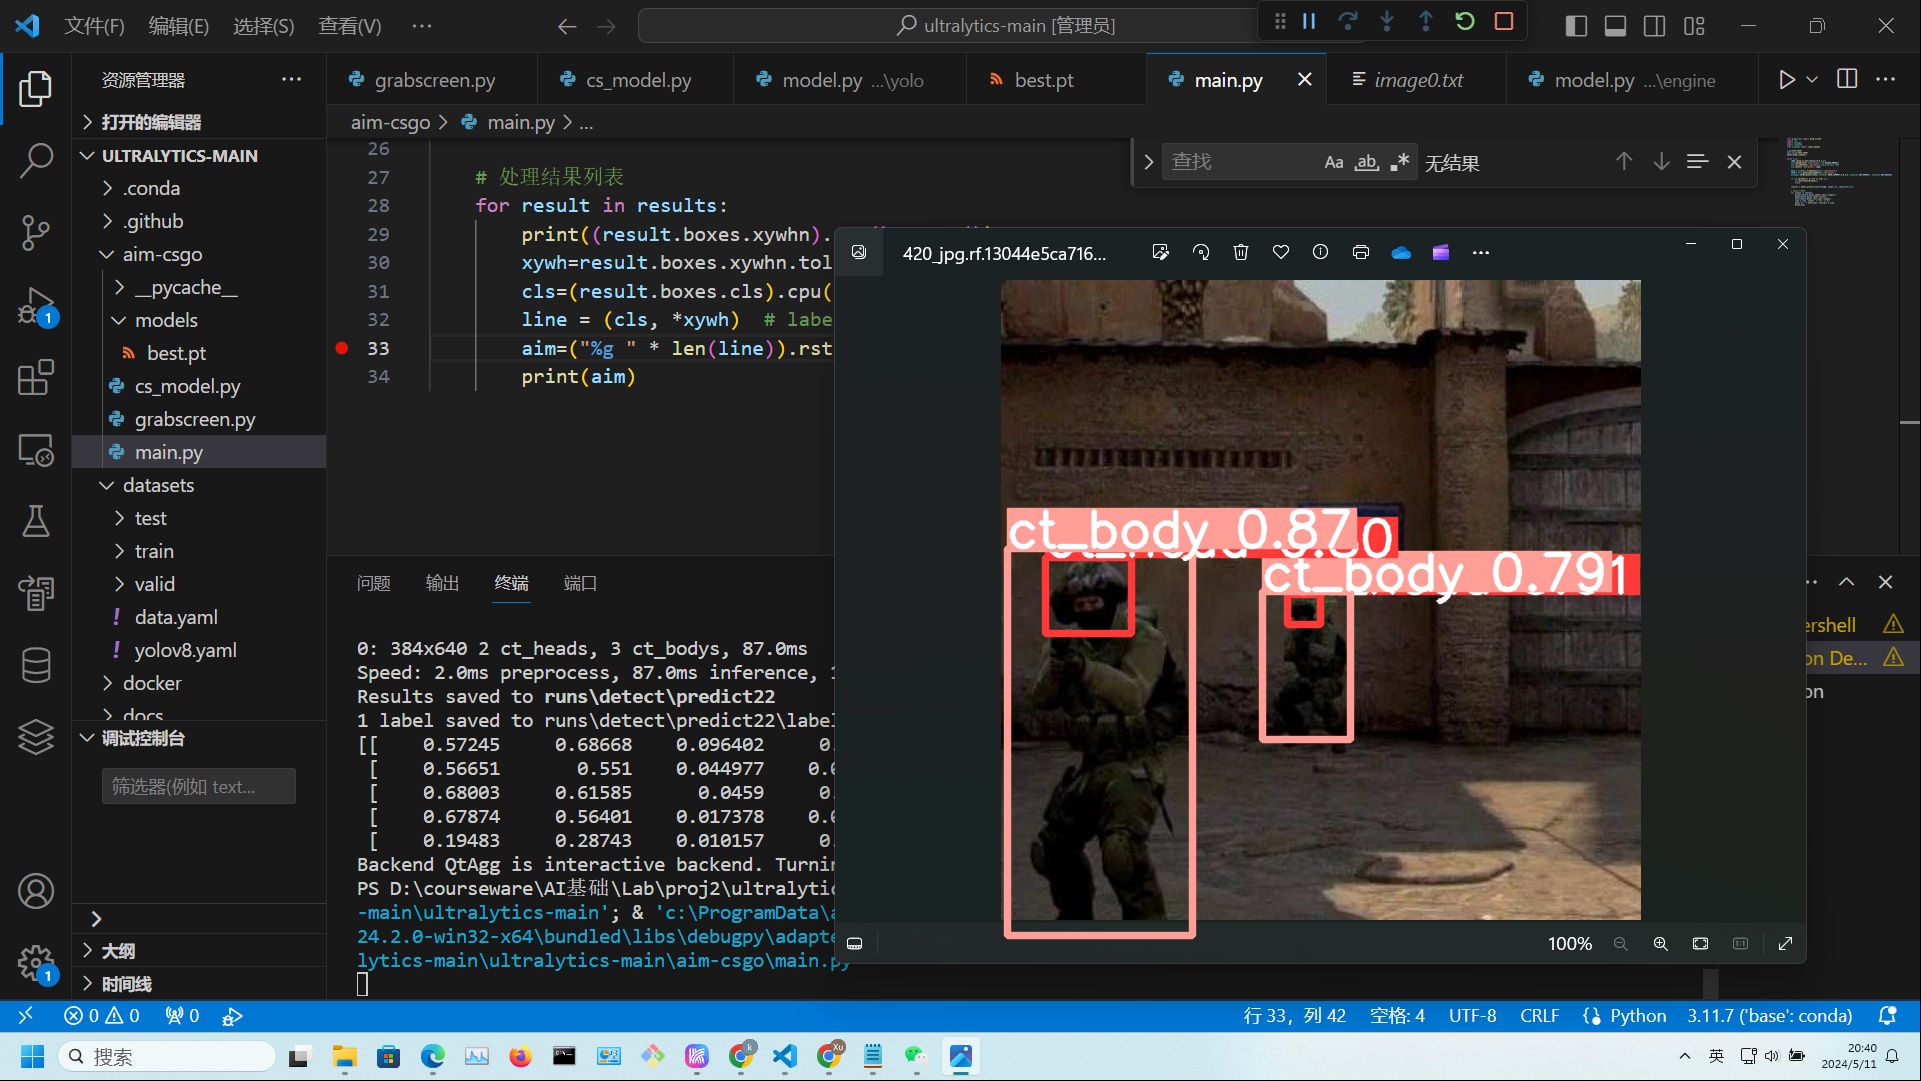 文件(F) 编辑(E) 选择(S) 查看(V) ···
ultralytics-main [管理员]
资源管理器
grabscreen.py
cs_model.py
model.py ...\yolo
best.pt
main.py
image0.txt
model.py ...\engine
打开的编辑器
aim-csgo > main.py > ...
ULTRALYTICS-MAIN
.conda
.github
aim-csgo
__pycache__
models
best.pt
cs_model.py
grabscreen.py
main.py
datasets
test
train
valid
data.yaml
yolov8.yaml
docker
docs
调试控制台
筛选器(例如 text...
大纲
时间线
查找 Aa ab .* 无结果
26
27 # 处理结果列表
28 for result in results:
29 print((result.boxes.xywhn).
30 xywh=result.boxes.xywhn.tol
31 cls=(result.boxes.cls).cpu(
32 line = (cls, *xywh) # labe
33 aim=("%g " * len(line)).rst
34 print(aim)
420_jpg.rf.13044e5ca716...
ct_body 0.87
0
ct_body 0.791
100%
问题 输出 终端 端口
0: 384x640 2 ct_heads, 3 ct_bodys, 87.0ms
Speed: 2.0ms preprocess, 87.0ms inference, 1
Results saved to runs\detect\predict22
1 label saved to runs\detect\predict22\label
[[ 0.57245 0.68668 0.096402 0.
[ 0.56651 0.551 0.044977 0.0
[ 0.68003 0.61585 0.0459 0.
[ 0.67874 0.56401 0.017378 0.0
[ 0.19483 0.28743 0.010157 0.
Backend QtAgg is interactive backend. Turnin
PS D:\courseware\AI基础\Lab\proj2\ultralytic
-main\ultralytics-main'; & 'c:\ProgramData\a
24.2.0-win32-x64\bundled\libs\debugpy\adapte
lytics-main\ultralytics-main\aim-csgo\main.py
ershell
on De...
on
1
1
0 0 0
行 33，列 42 空格: 4 UTF-8 CRLF Python 3.11.7 ('base': conda)
搜索
英
20:40
2024/5/11